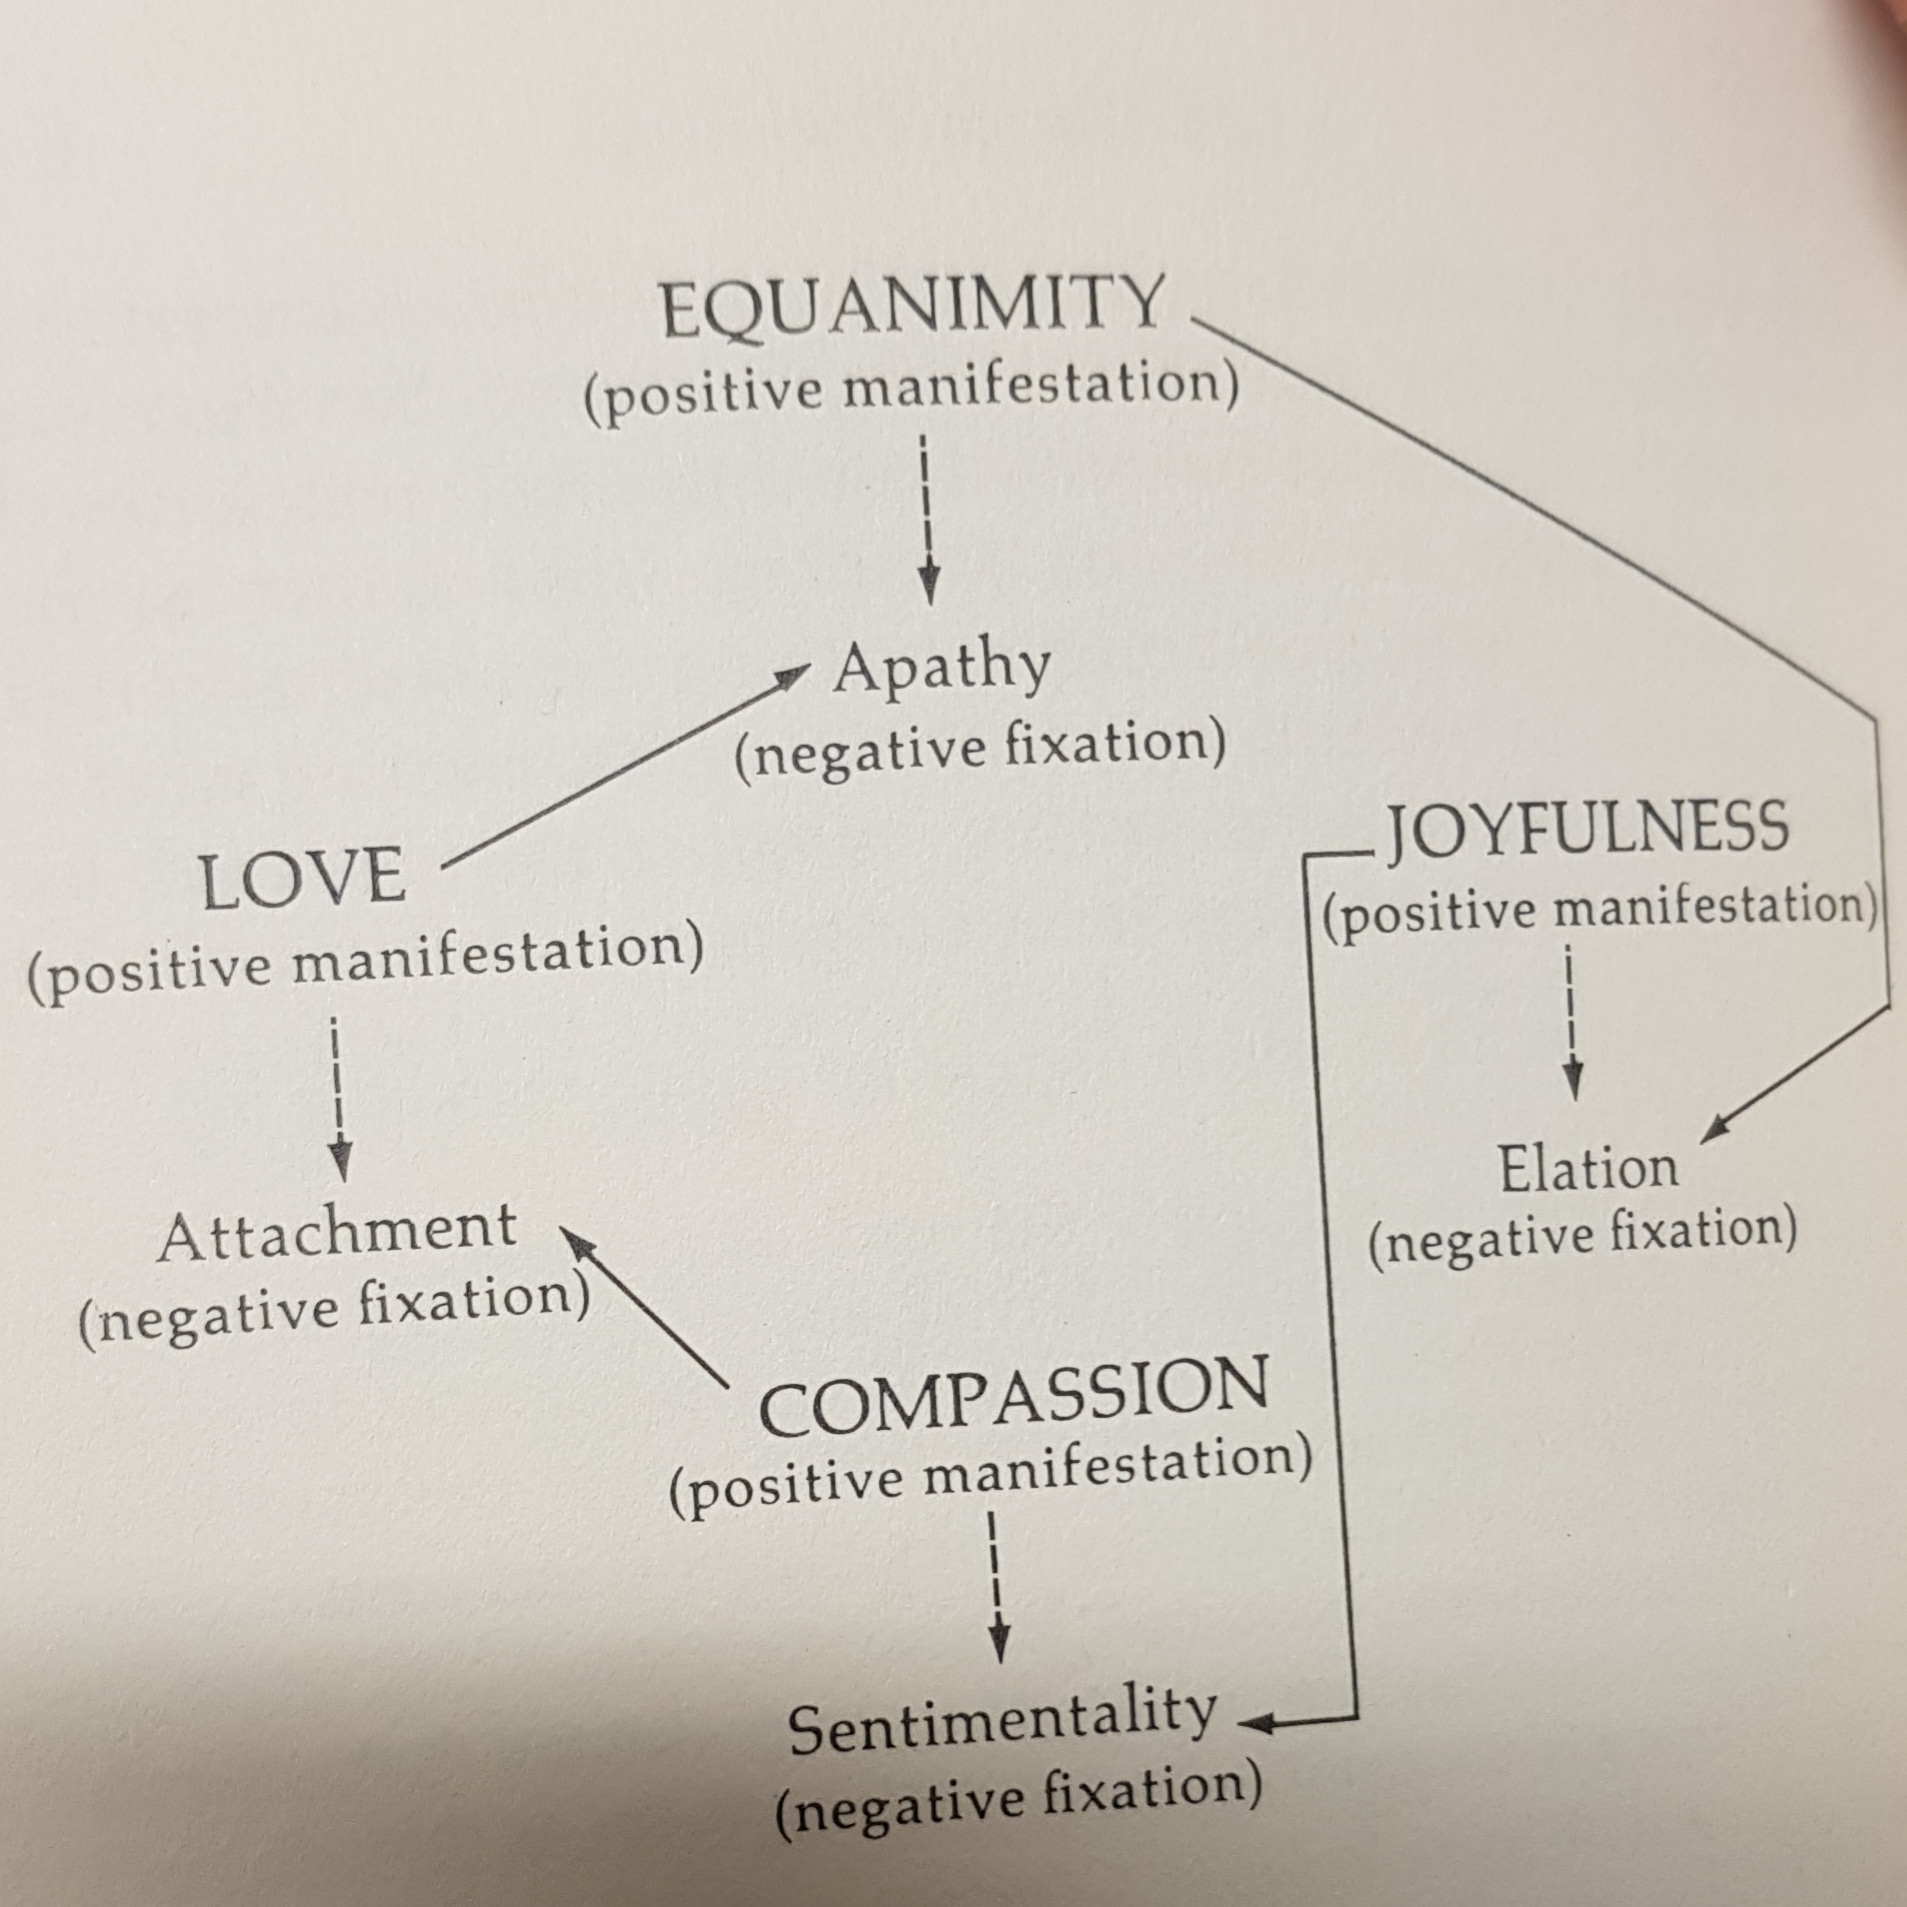 EQUANIMITY
(positive manifestation)
Apathy
(negative fixation)
LOVE
(positive manifestation)
Attachment
(negative fixation)
JOYFULNESS
(positive manifestation)
Elation
(negative fixation)
COMPASSION
(positive manifestation)
Sentimentality
(negative fixation)